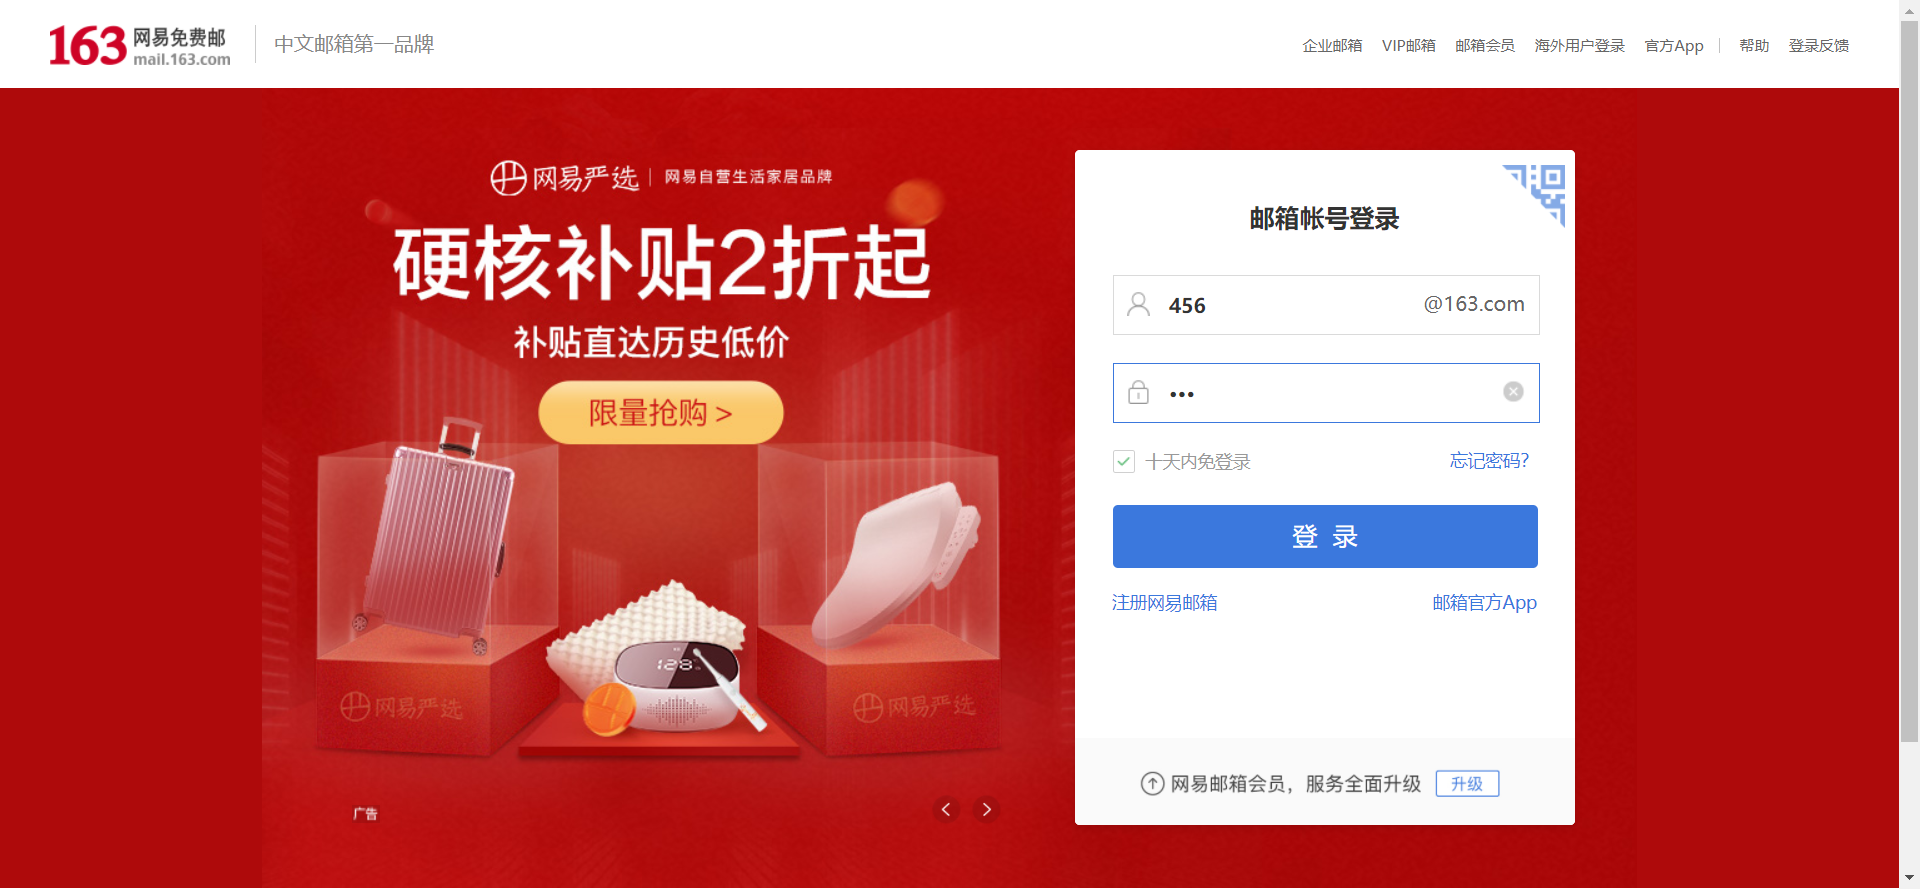 163 网易免费邮
mail.163.com
中文邮箱第一品牌
企业邮箱 VIP邮箱 邮箱会员 海外用户登录 官方App | 帮助 登录反馈
网易严选 | 网易自营生活家居品牌
硬核补贴2折起
补贴直达历史低价
限量抢购 >
128
网易严选
网易严选
广告
邮箱帐号登录
456 @163.com
•••
十天内免登录 忘记密码?
登 录
注册网易邮箱 邮箱官方App
网易邮箱会员，服务全面升级 升级